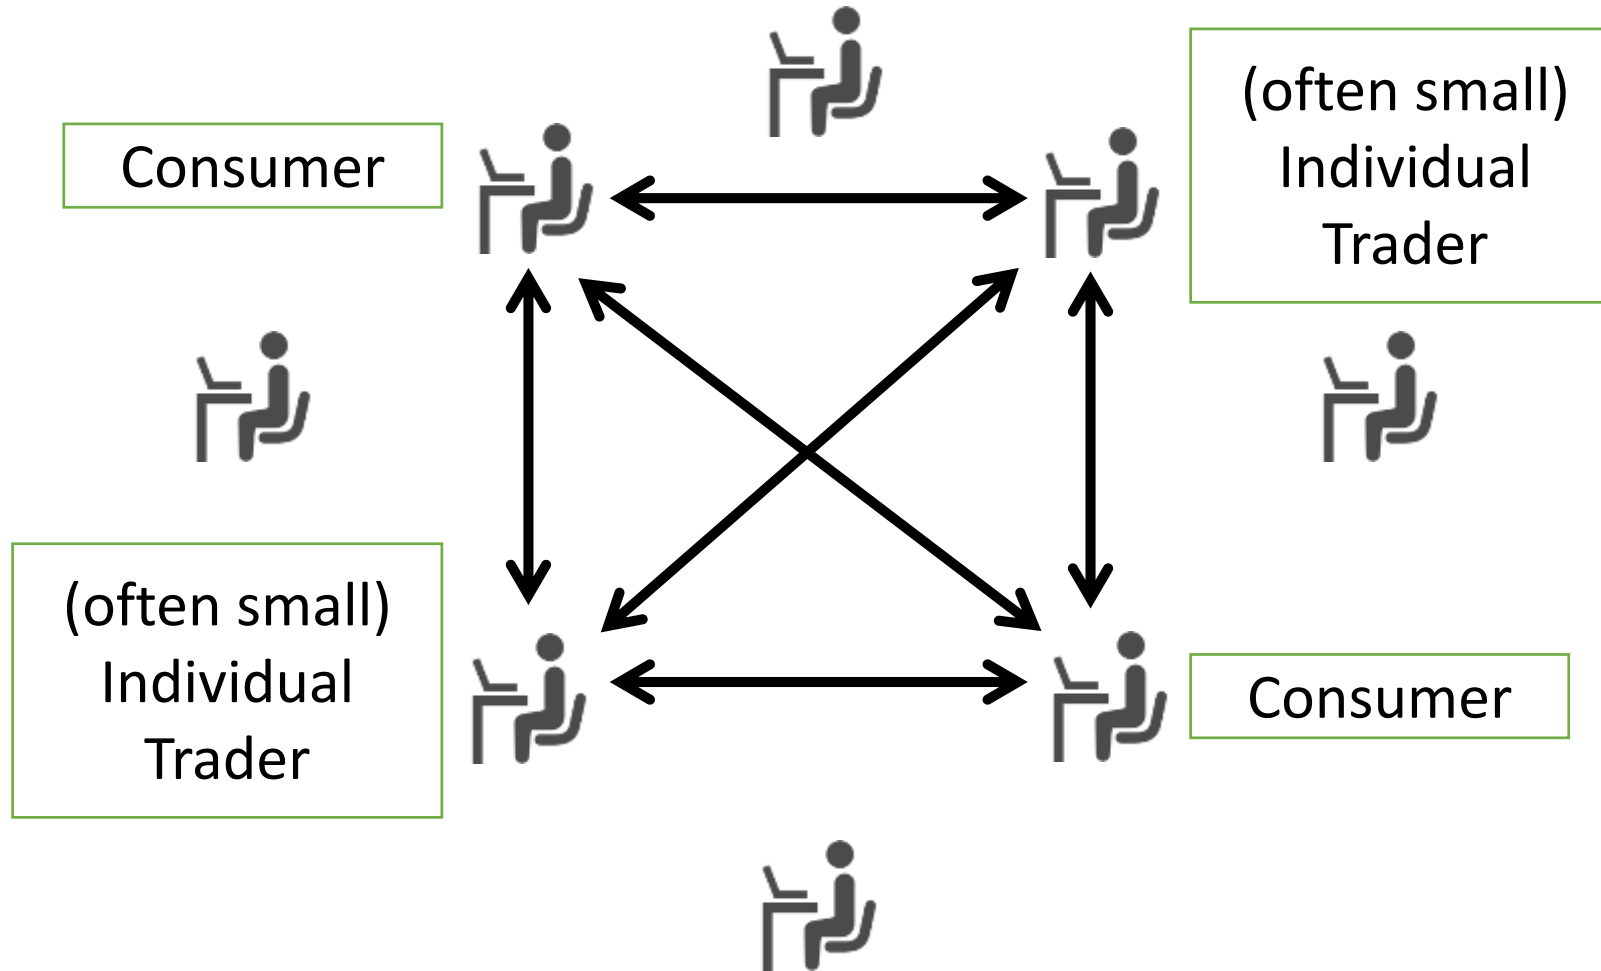 Consumer
(often small)
Individual
Trader
(often small)
Individual
Trader
Consumer